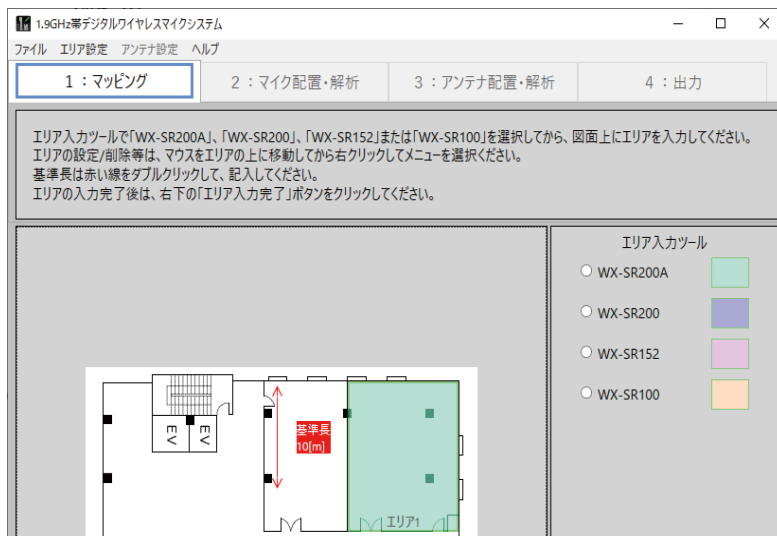 1.9GHz帯デジタルワイヤレスマイクシステム
ファイル エリア設定 アンテナ設定 ヘルプ
1:マッピング 2:マイク配置・解析 3:アンテナ配置・解析 4:出力
エリア入力ツールで「WX-SR200A」、「WX-SR200」、「WX-SR152」または「WX-SR100」を選択してから、図面上にエリアを入力してください。
エリアの設定/削除等は、マウスをエリアの上に移動してから右クリックしてメニューを選択ください。
基準長は赤い線をダブルクリックして、記入してください。
エリアの入力完了後は、右下の「エリア入力完了」ボタンをクリックしてください。
エリア入力ツール
WX-SR200A
WX-SR200
WX-SR152
WX-SR100
EV EV
基準長
10[m]
エリア1